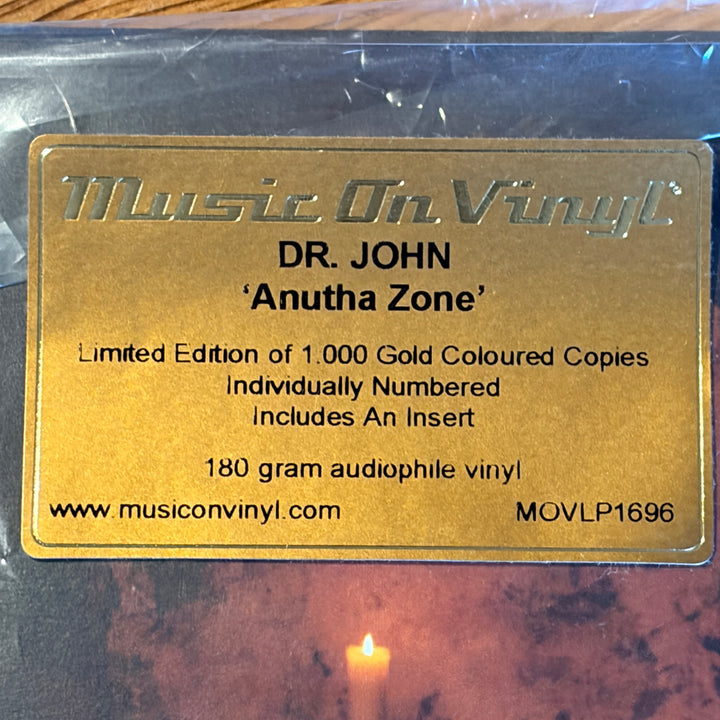 Music On Vinyl®
DR. JOHN
‘Anutha Zone’
Limited Edition of 1.000 Gold Coloured Copies
Individually Numbered
Includes An Insert
180 gram audiophile vinyl
www.musiconvinyl.com MOVLP1696